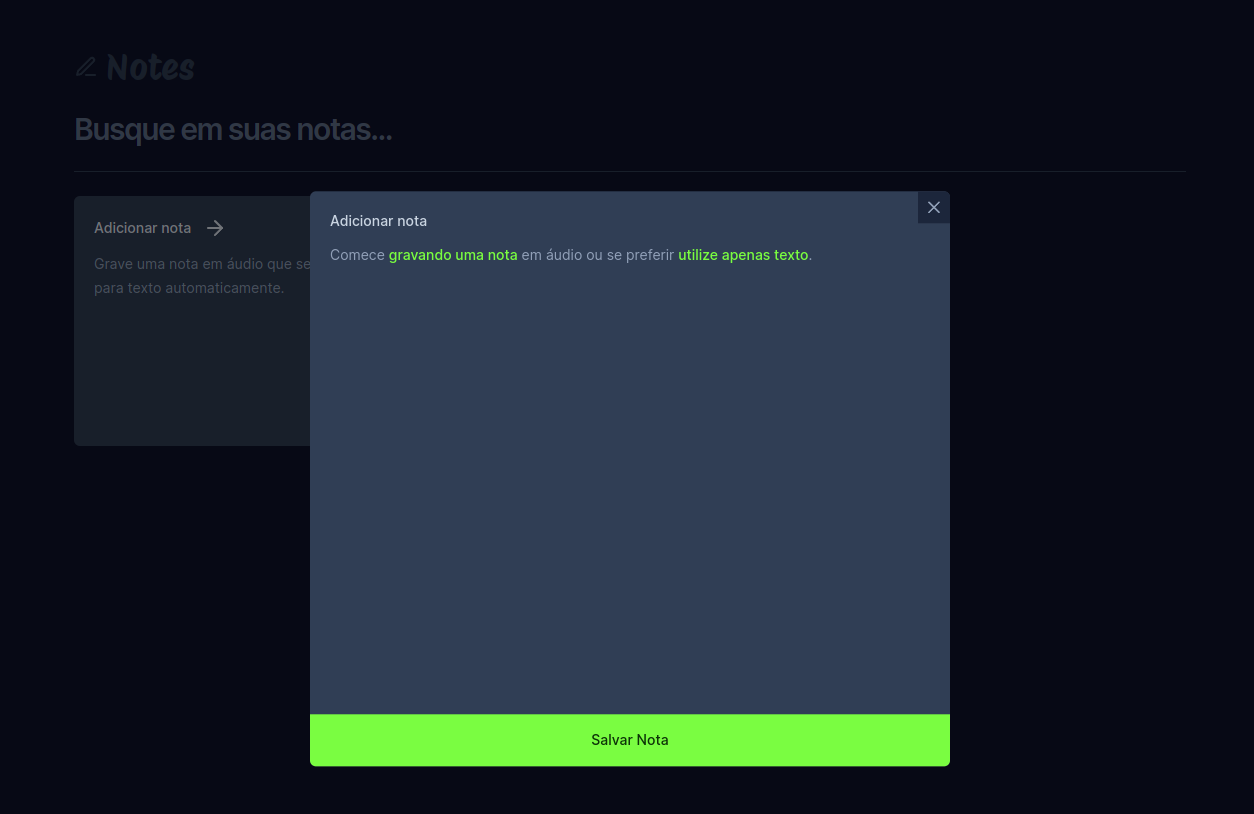 Notes
Busque em suas notas...
Adicionar nota
Grave uma nota em áudio que se
para texto automaticamente.
Adicionar nota
Comece gravando uma nota em áudio ou se preferir utilize apenas texto.
Salvar Nota